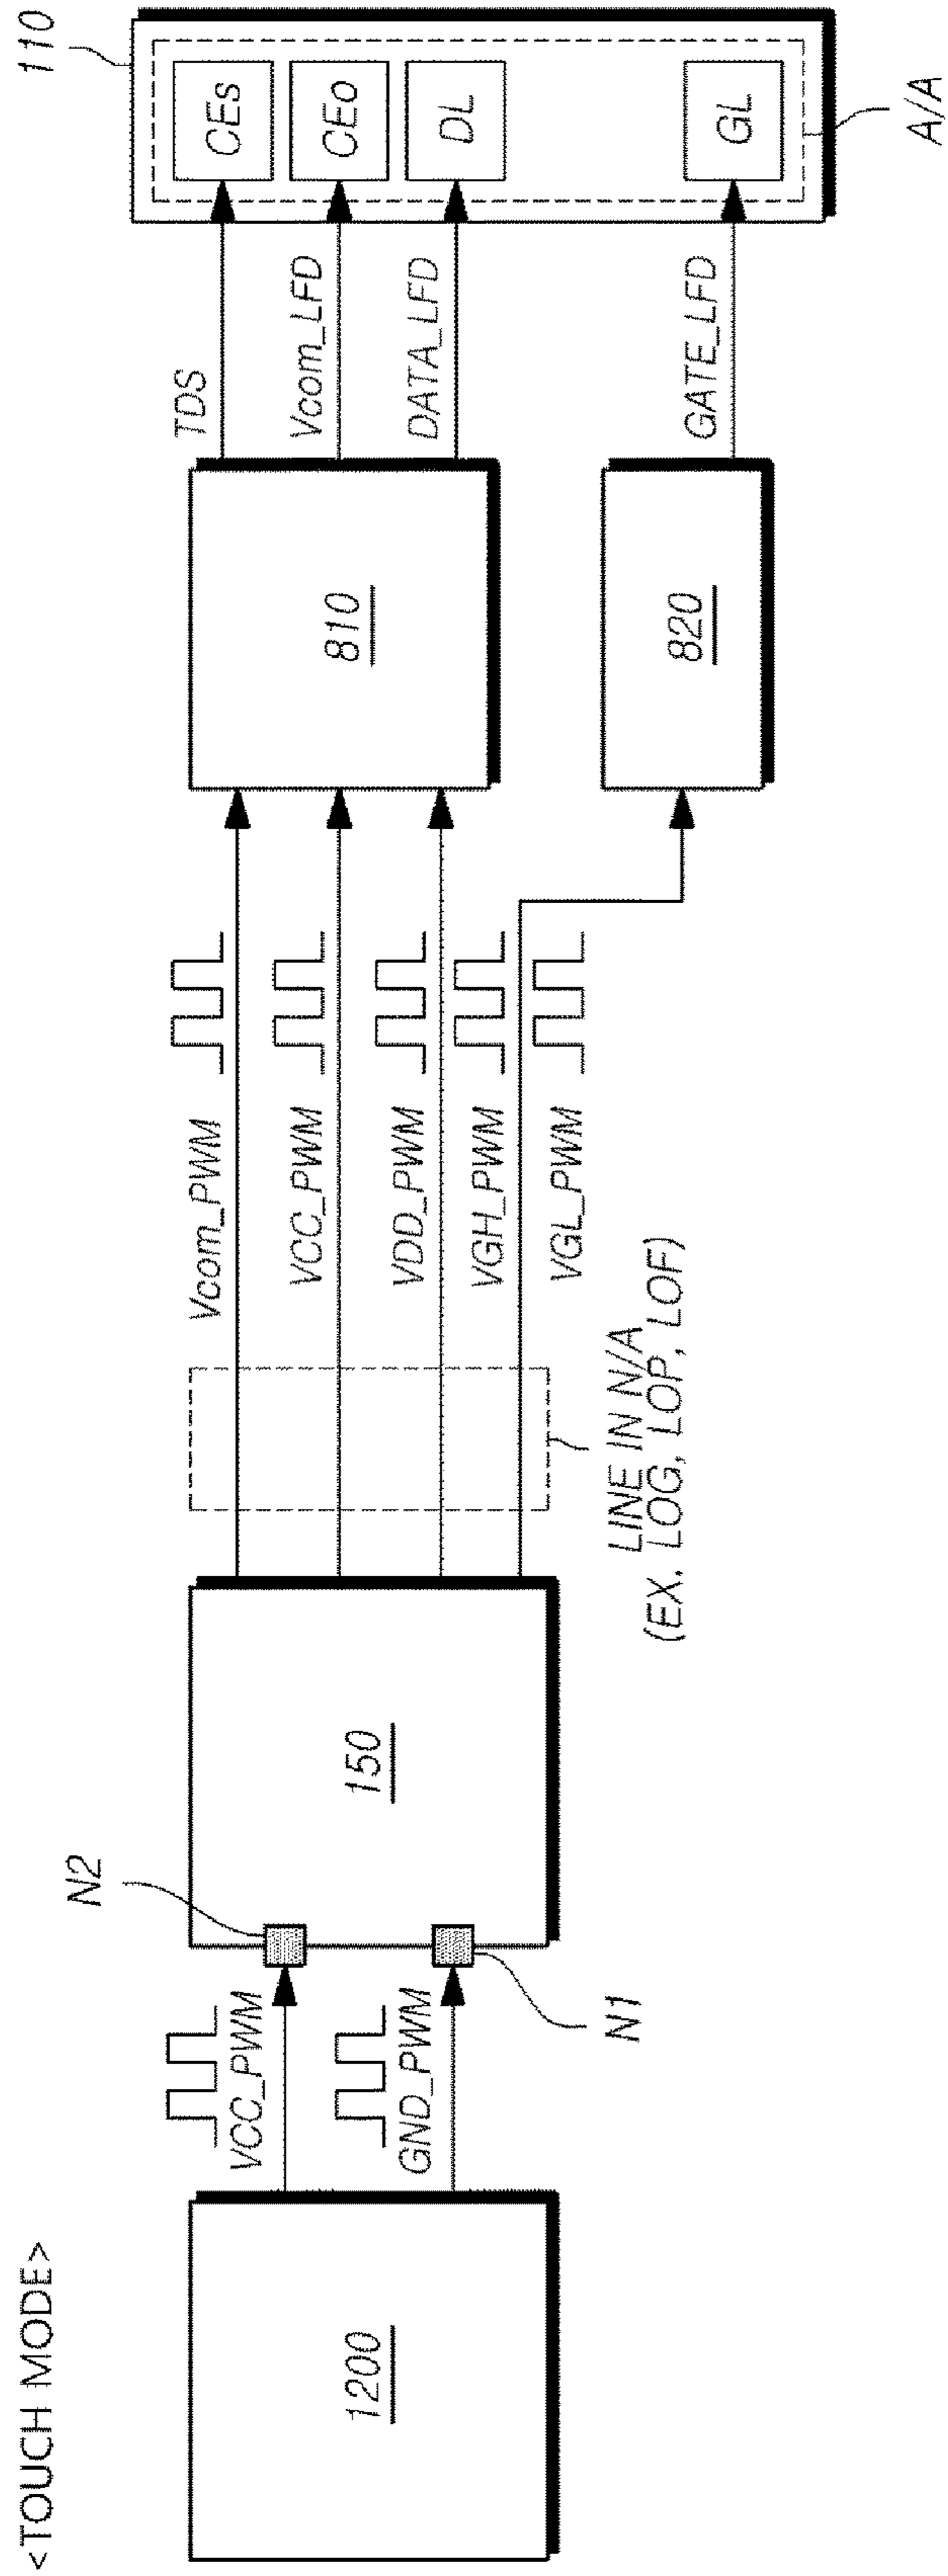 <TOUCH MODE>
1200
VCC_PWM
GND_PWM
N2
N1
150
LINE IN N/A
(EX. LOG, LOP, LOF)
Vcom_PWM
VCC_PWM
VDD_PWM
VGH_PWM
VGL_PWM
810
820
TDS
Vcom_LFD
DATA_LFD
GATE_LFD
110
CEs
CEo
DL
GL
A/A